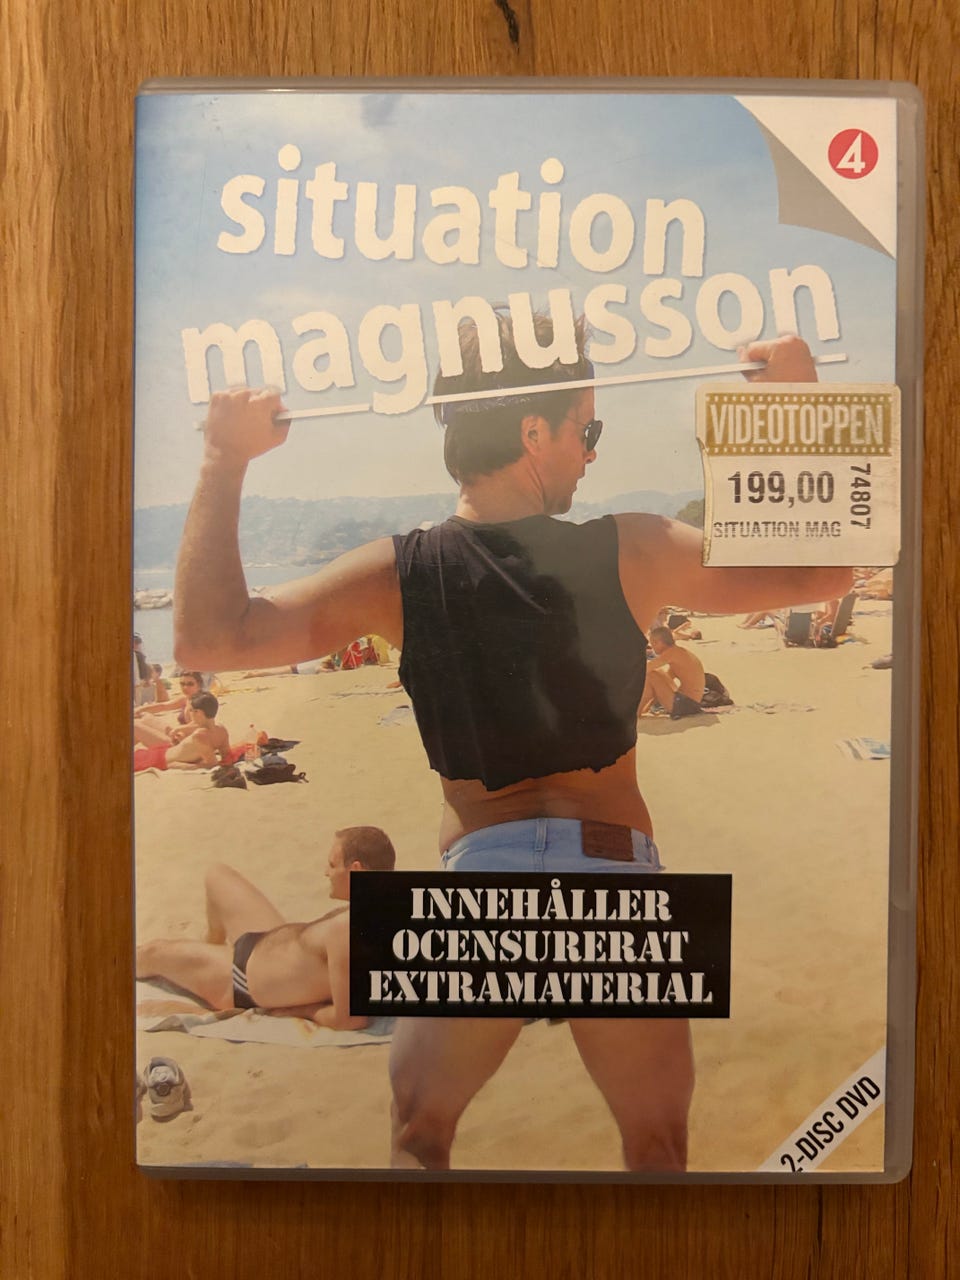 situation
magnusson
4
VIDEOTOPPEN
199,00
74807
SITUATION MAG
INNEHÅLLER
OCENSURERAT
EXTRAMATERIAL
2-DISC DVD